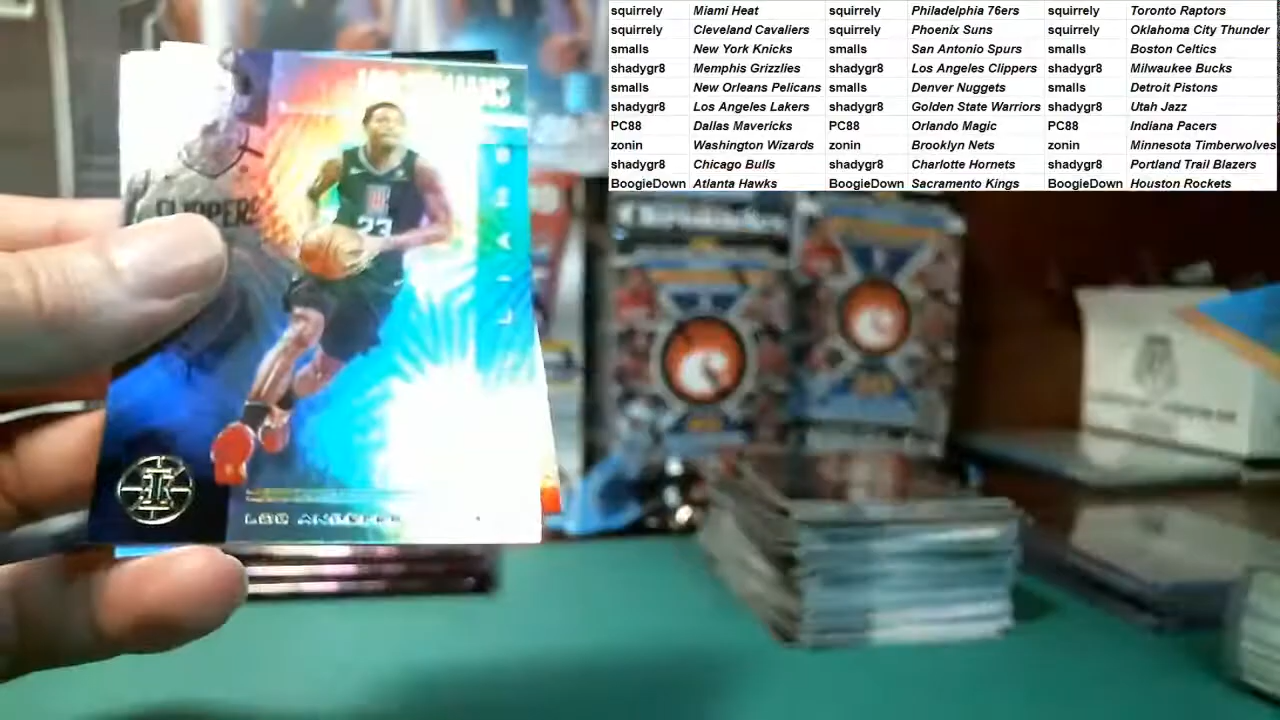 squirrely Miami Heat squirrely Philadelphia 76ers squirrely Toronto Raptors
squirrely Cleveland Cavaliers squirrely Phoenix Suns squirrely Oklahoma City Thunder
smalls New York Knicks smalls San Antonio Spurs smalls Boston Celtics
shadygr8 Memphis Grizzlies shadygr8 Los Angeles Clippers shadygr8 Milwaukee Bucks
smalls New Orleans Pelicans smalls Denver Nuggets smalls Detroit Pistons
shadygr8 Los Angeles Lakers shadygr8 Golden State Warriors shadygr8 Utah Jazz
PC88 Dallas Mavericks PC88 Orlando Magic PC88 Indiana Pacers
zonin Washington Wizards zonin Brooklyn Nets zonin Minnesota Timberwolves
shadygr8 Chicago Bulls shadygr8 Charlotte Hornets shadygr8 Portland Trail Blazers
BoogieDown Atlanta Hawks BoogieDown Sacramento Kings BoogieDown Houston Rockets
CLIPPERS
23
LOS